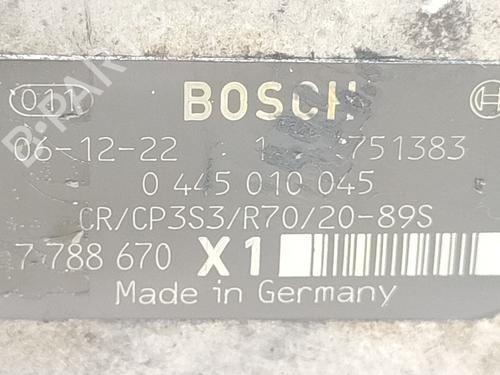 011 BOSCH
06-12-22 751383
0 445 010 045
CR/CP3S3/R70/20-89S
7 788 670 X1
Made in Germany